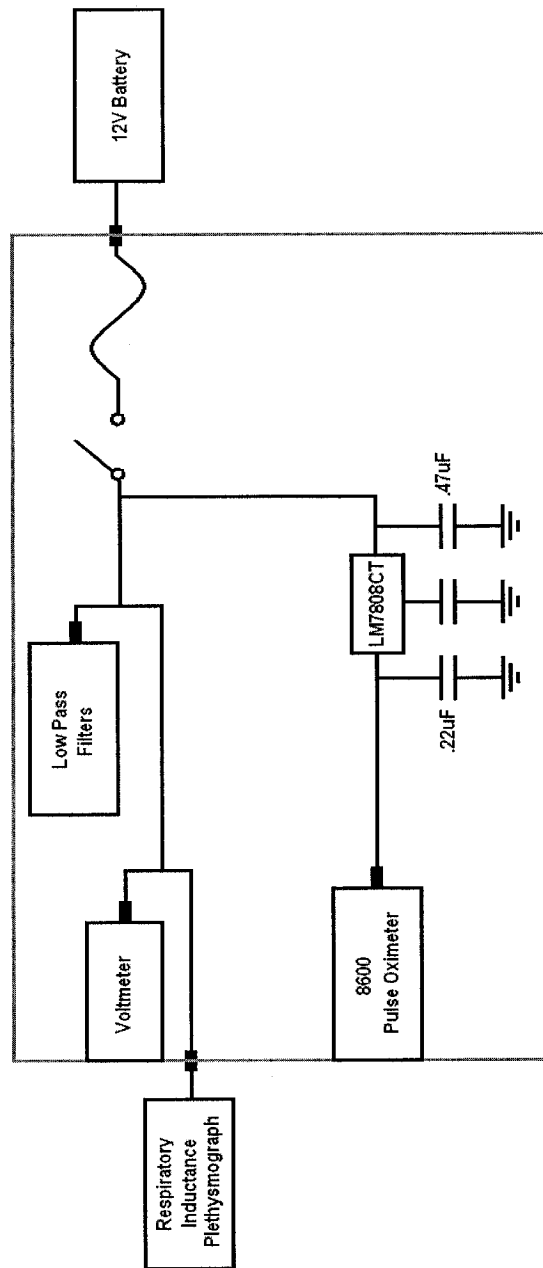 12V Battery
Low Pass
Filters
Voltmeter
Respiratory
Inductance
Plethysmograph
LM7808CT
.47uF
.22uF
8600
Pulse Oximeter